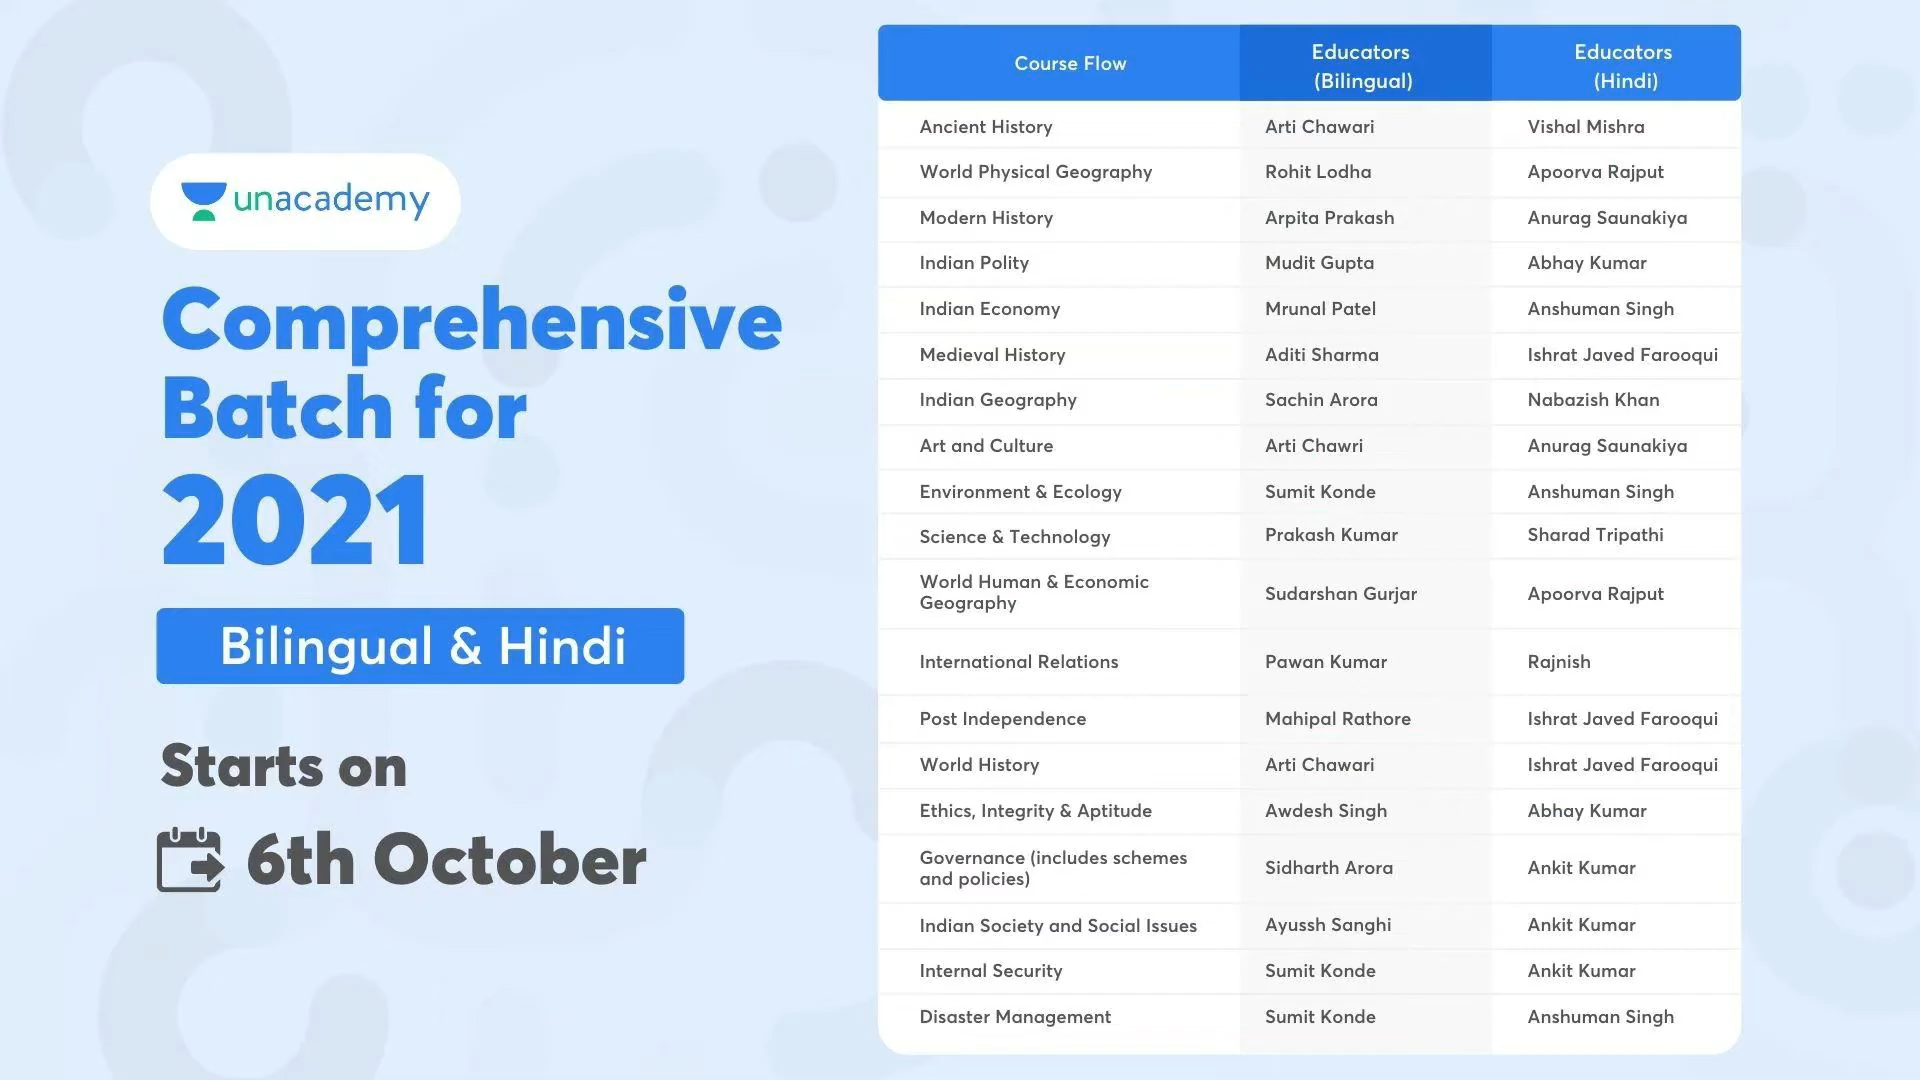 unacademy
Comprehensive
Batch for
2021
Bilingual & Hindi
Starts on
6th October
Course Flow Educators (Bilingual) Educators (Hindi)
Ancient History Arti Chawari Vishal Mishra
World Physical Geography Rohit Lodha Apoorva Rajput
Modern History Arpita Prakash Anurag Saunakiya
Indian Polity Mudit Gupta Abhay Kumar
Indian Economy Mrunal Patel Anshuman Singh
Medieval History Aditi Sharma Ishrat Javed Farooqui
Indian Geography Sachin Arora Nabazish Khan
Art and Culture Arti Chawri Anurag Saunakiya
Environment & Ecology Sumit Konde Anshuman Singh
Science & Technology Prakash Kumar Sharad Tripathi
World Human & Economic Geography Sudarshan Gurjar Apoorva Rajput
International Relations Pawan Kumar Rajnish
Post Independence Mahipal Rathore Ishrat Javed Farooqui
World History Arti Chawari Ishrat Javed Farooqui
Ethics, Integrity & Aptitude Awdesh Singh Abhay Kumar
Governance (includes schemes and policies) Sidharth Arora Ankit Kumar
Indian Society and Social Issues Ayussh Sanghi Ankit Kumar
Internal Security Sumit Konde Ankit Kumar
Disaster Management Sumit Konde Anshuman Singh